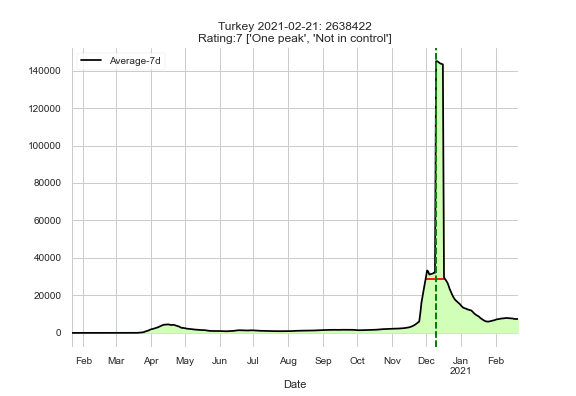 Turkey 2021-02-21: 2638422
Rating:7 ['One peak', 'Not in control']
Average-7d
140000
120000
100000
80000
60000
40000
20000
0
Feb Mar Apr May Jun Jul Aug Sep Oct Nov Dec Jan Feb
2021
Date